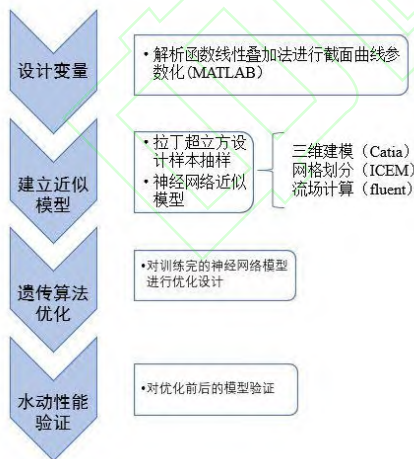 设计变量
• 解析函数线性叠加法进行截面曲线参
数化(MATLAB)
建立近似
模型
• 拉丁超立方设
计样本抽样
• 神经网络近似
模型
三维建模（Catia）
网格划分（ICEM）
流场计算（fluent）
遗传算法
优化
•对训练完的神经网络模型
进行优化设计
水动性能
验证
•对优化前后的模型验证